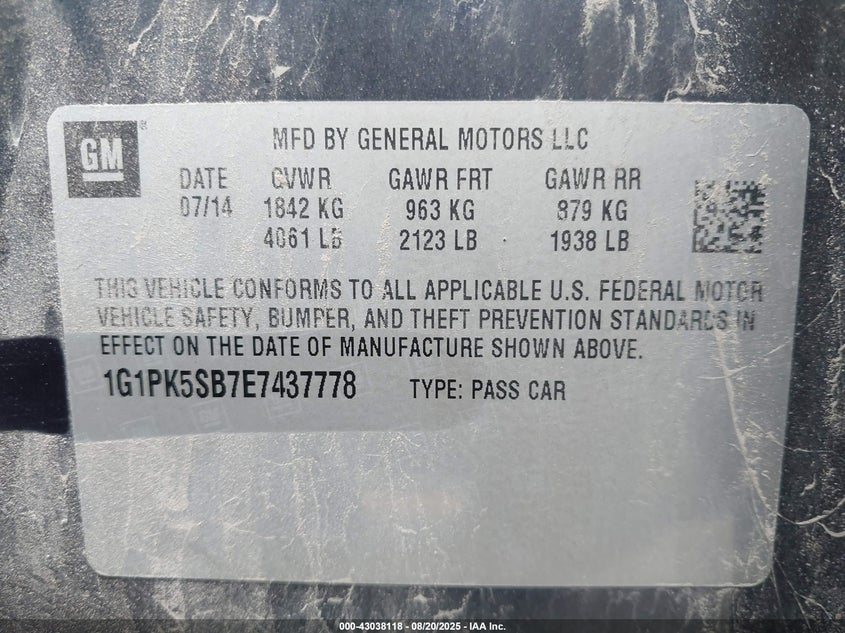 GM
MFD BY GENERAL MOTORS LLC
DATE GVWR GAWR FRT GAWR RR
07/14 1842 KG 963 KG 879 KG
4061 LB 2123 LB 1938 LB
THIS VEHICLE CONFORMS TO ALL APPLICABLE U.S. FEDERAL MOTOR
VEHICLE SAFETY, BUMPER, AND THEFT PREVENTION STANDARDS IN
EFFECT ON THE DATE OF MANUFACTURE SHOWN ABOVE.
1G1PK5SB7E7437778 TYPE: PASS CAR
000-43038118 - 08/20/2025 - IAA Inc.